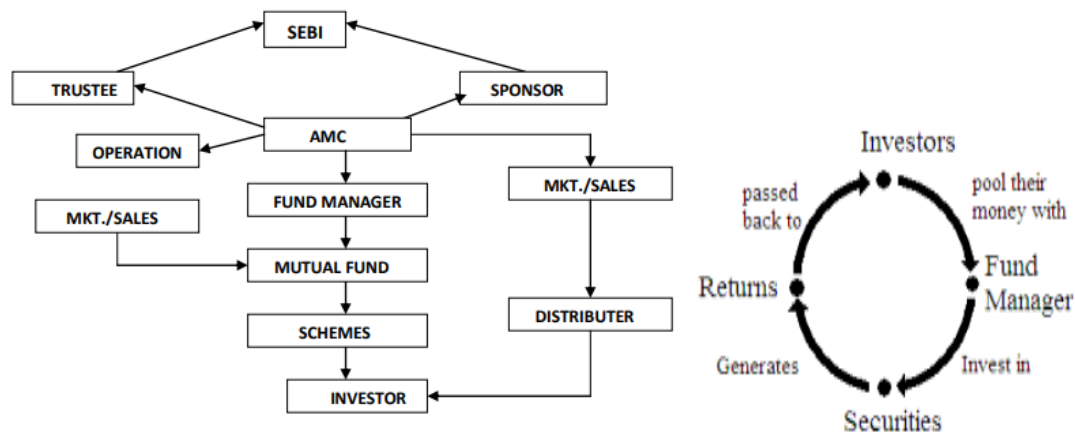 SEBI
TRUSTEE
SPONSOR
AMC
OPERATION
MKT./SALES
FUND MANAGER
MKT./SALES
MUTUAL FUND
DISTRIBUTER
SCHEMES
INVESTOR
Investors
passed
back to
pool their
money with
Returns
Fund
Manager
Generates
Invest in
Securities